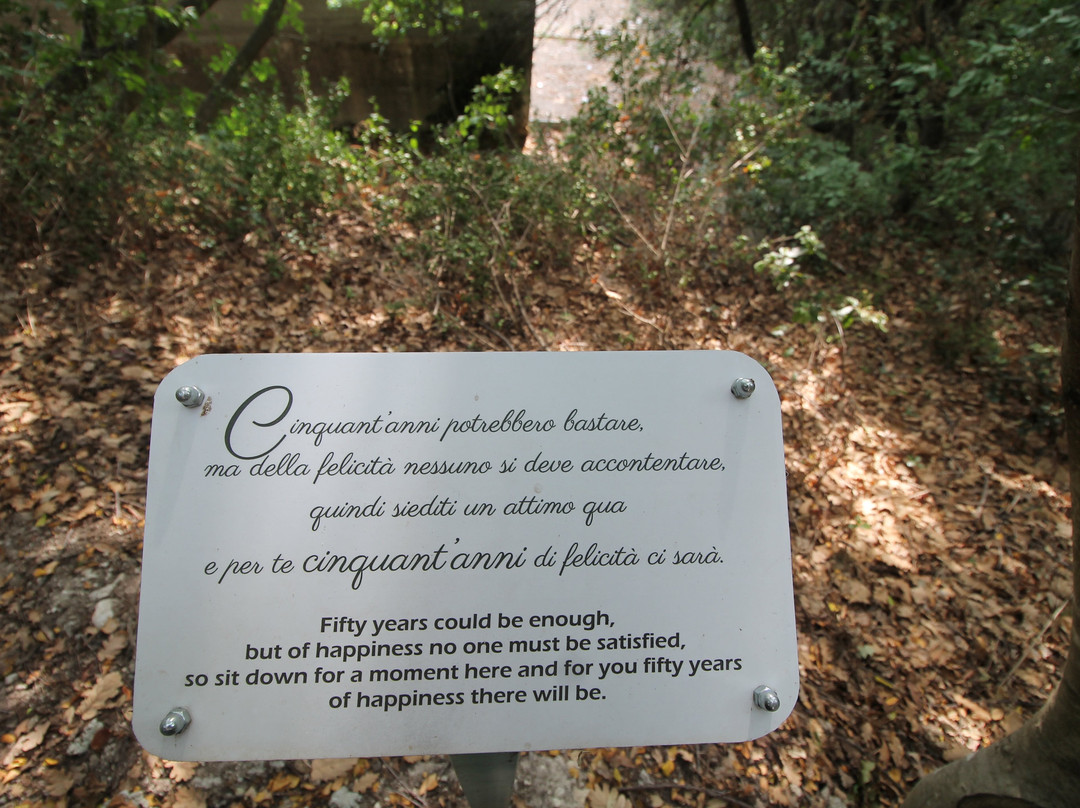 Cinquant'anni potrebbero bastare,
ma della felicità nessuno si deve accontentare,
quindi siediti un attimo qua
e per te cinquant'anni di felicità ci sarà.
Fifty years could be enough,
but of happiness no one must be satisfied,
so sit down for a moment here and for you fifty years
of happiness there will be.